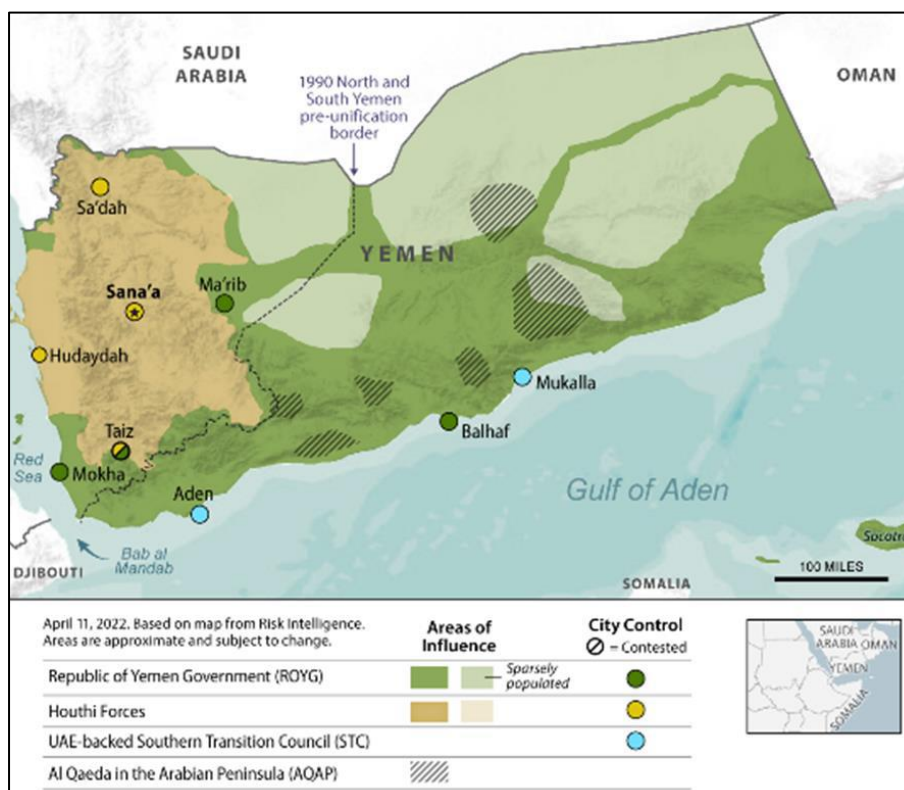 SAUDI
ARABIA
1990 North and
South Yemen
pre-unification
border
OMAN
Sa'dah
YEMEN
Ma'rib
Sana'a
Hudaydah
Mukalla
Taiz
Balhaf
Red
Sea
Mokha
Aden
Gulf of Aden
Bab al
Mandab
Socotra
DJIBOUTI
SOMALIA
100 MILES
April 11, 2022. Based on map from Risk Intelligence.
Areas are approximate and subject to change.
Areas of
Influence
City
Control
= Contested
Republic of Yemen Government (ROYG)
Sparsely
populated
Houthi Forces
UAE-backed Southern Transition Council (STC)
Al Qaeda in the Arabian Peninsula (AQAP)
SAUDI
ARABIA
OMAN
YEMEN
SOMALIA